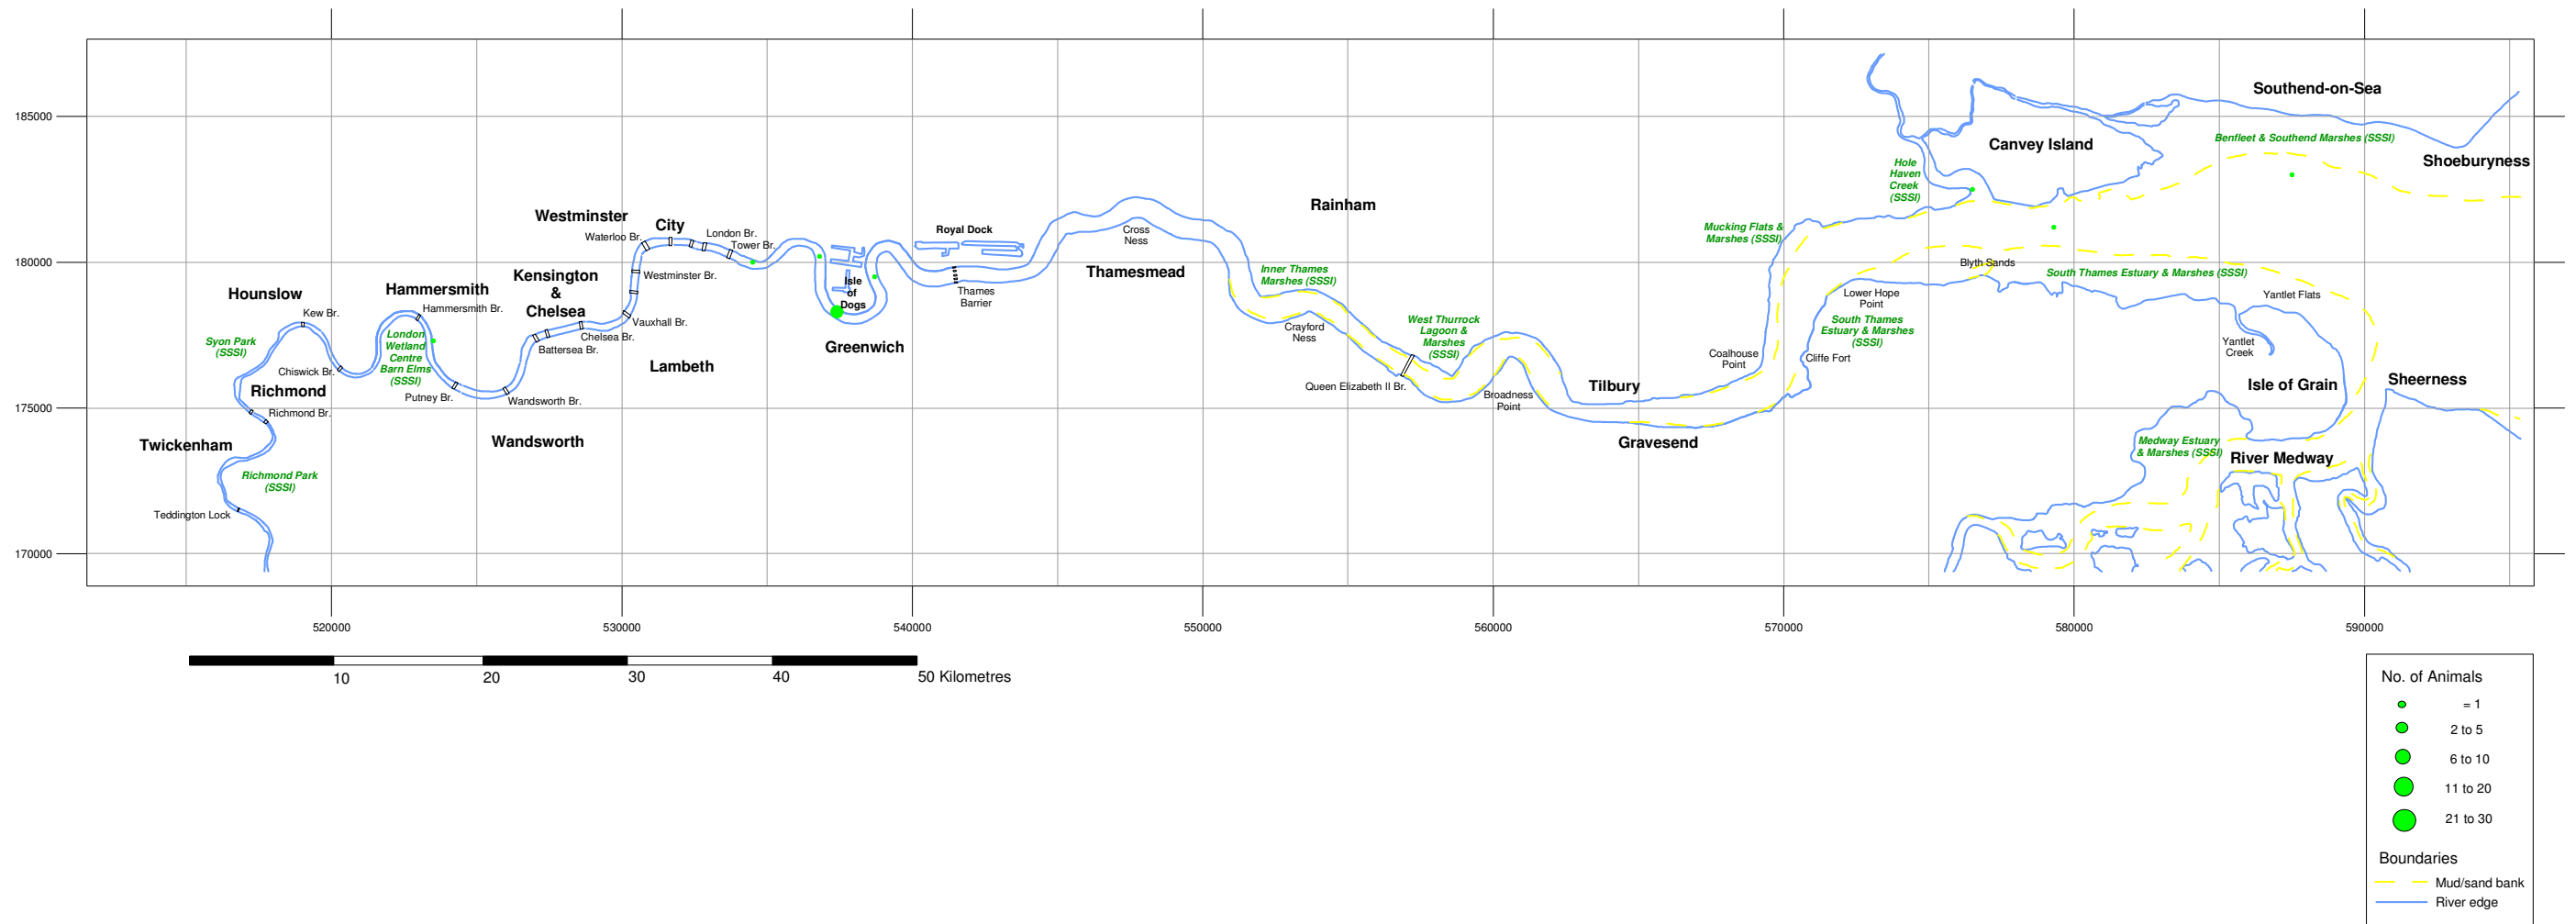 Southend-on-Sea
185000
Benfleet & Southend Marshes (SSSI)
Canvey Island
Shoeburyness
Hole
Haven
Creek
(SSSI)
Rainham
Westminster
City
Waterloo Br.
London Br.
Tower Br.
Royal Dock
Cross
Ness
Mucking Flats &
Marshes (SSSI)
180000
Kensington
&
Chelsea
Westminster Br.
Isle
of
Dogs
Thames
Barrier
Thamesmead
Inner Thames
Marshes (SSSI)
Blyth Sands
South Thames Estuary & Marshes (SSSI)
Hounslow
Hammersmith
Kew Br.
Hammersmith Br.
Vauxhall Br.
Chelsea Br.
Battersea Br.
Crayford
Ness
West Thurrock
Lagoon &
Marshes
(SSSI)
Lower Hope
Point
South Thames
Estuary & Marshes
(SSSI)
Yantlet Flats
Yantlet
Creek
Syon Park
(SSSI)
London
Wetland
Centre
Barn Elms
(SSSI)
Lambeth
Greenwich
Coalhouse
Point
Cliffe Fort
Chiswick Br.
Richmond
Putney Br.
Wandsworth Br.
Queen Elizabeth II Br.
Broadness
Point
Tilbury
Isle of Grain
Sheerness
175000
Richmond Br.
Twickenham
Wandsworth
Gravesend
Medway Estuary
& Marshes (SSSI)
River Medway
Richmond Park
(SSSI)
Teddington Lock
170000
520000
530000
540000
550000
560000
570000
580000
590000
10
20
30
40
50 Kilometres
No. of Animals
= 1
2 to 5
6 to 10
11 to 20
21 to 30
Boundaries
Mud/sand bank
River edge